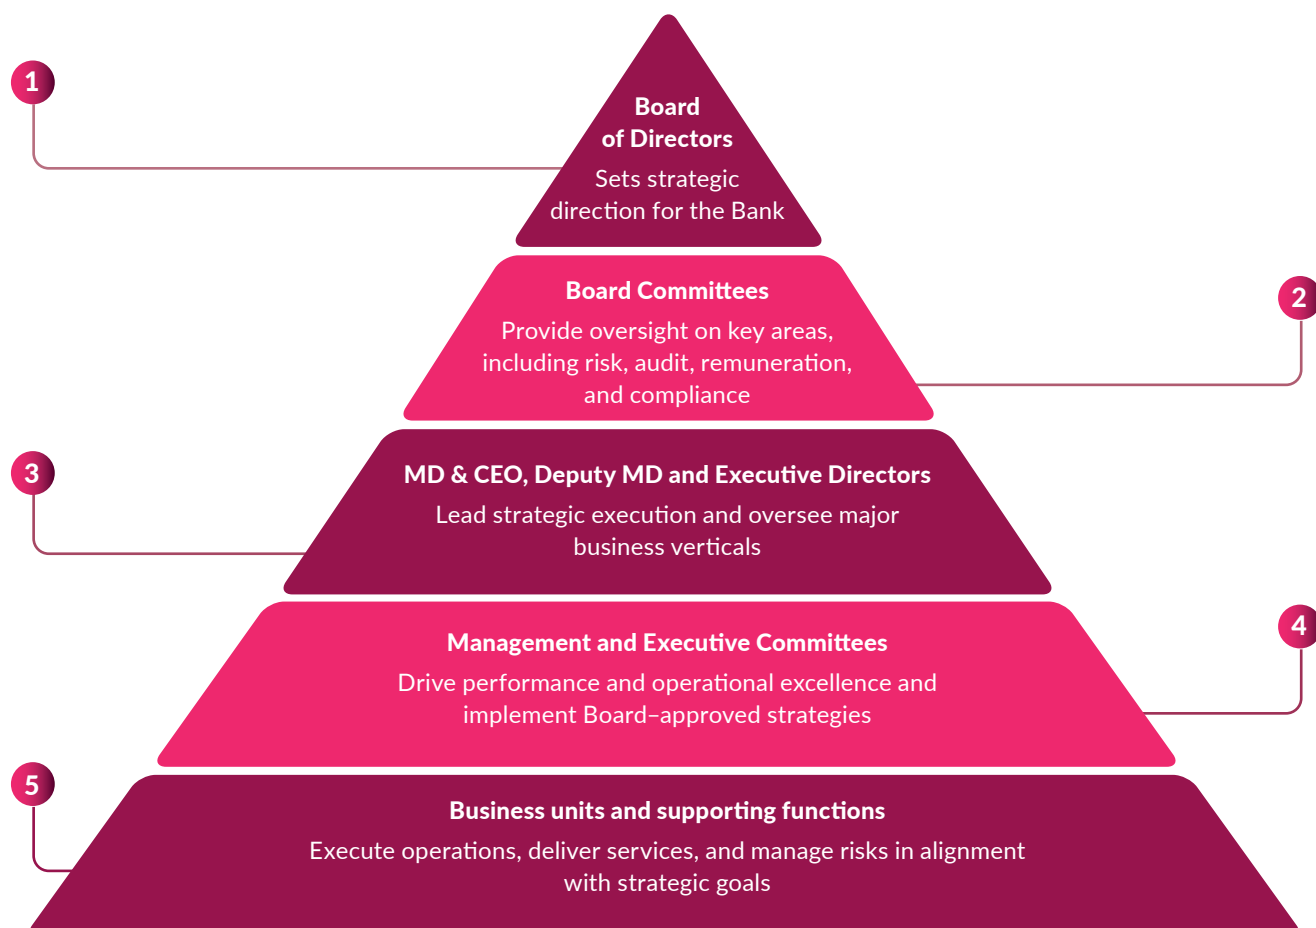 1
Board
of Directors
Sets strategic
direction for the Bank
2
Board Committees
Provide oversight on key areas,
including risk, audit, remuneration,
and compliance
3
MD & CEO, Deputy MD and Executive Directors
Lead strategic execution and oversee major
business verticals
4
Management and Executive Committees
Drive performance and operational excellence and
implement Board–approved strategies
5
Business units and supporting functions
Execute operations, deliver services, and manage risks in alignment
with strategic goals